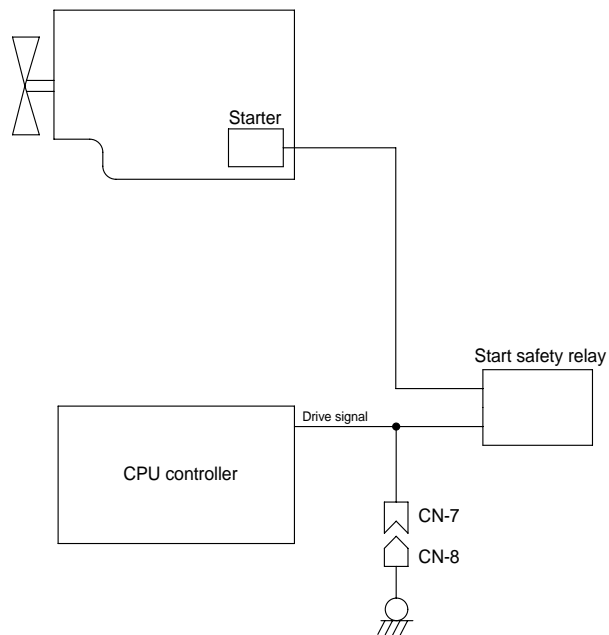 Starter
Start safety relay
Drive signal
CPU controller
CN-7
CN-8